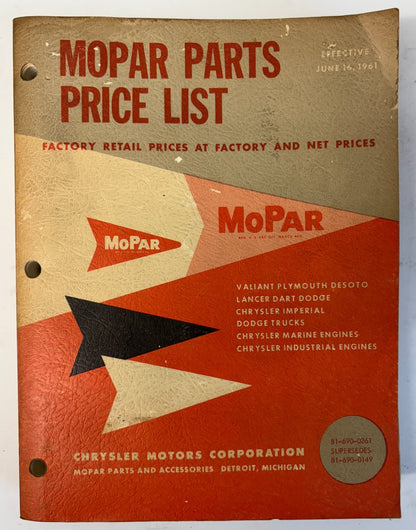 MOPAR PARTS
PRICE LIST
EFFECTIVE
JUNE 16, 1961
FACTORY RETAIL PRICES AT FACTORY AND NET PRICES
MOPAR
MOPAR
VALIANT PLYMOUTH DESOTO
LANCER DART DODGE
CHRYSLER IMPERIAL
DODGE TRUCKS
CHRYSLER MARINE ENGINES
CHRYSLER INDUSTRIAL ENGINES
CHRYSLER MOTORS CORPORATION
MOPAR PARTS AND ACCESSORIES DETROIT, MICHIGAN
81-690-0261
SUPERSEDES
81-690-0149